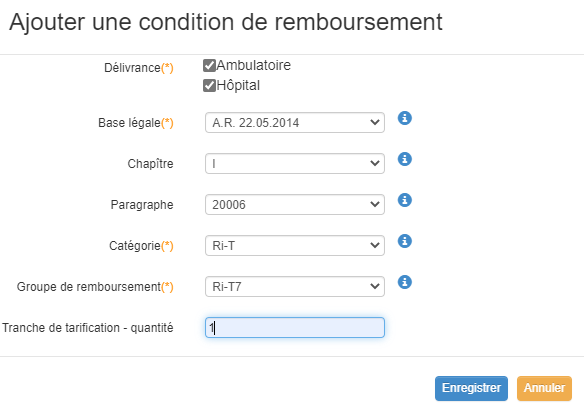 Ajouter une condition de remboursement
Délivrance(*) Ambulatoire
Hôpital
Base légale(*) A.R. 22.05.2014
Chapître I
Paragraphe 20006
Catégorie(*) Ri-T
Groupe de remboursement(*) Ri-T7
Tranche de tarification - quantité 1
Enregistrer Annuler